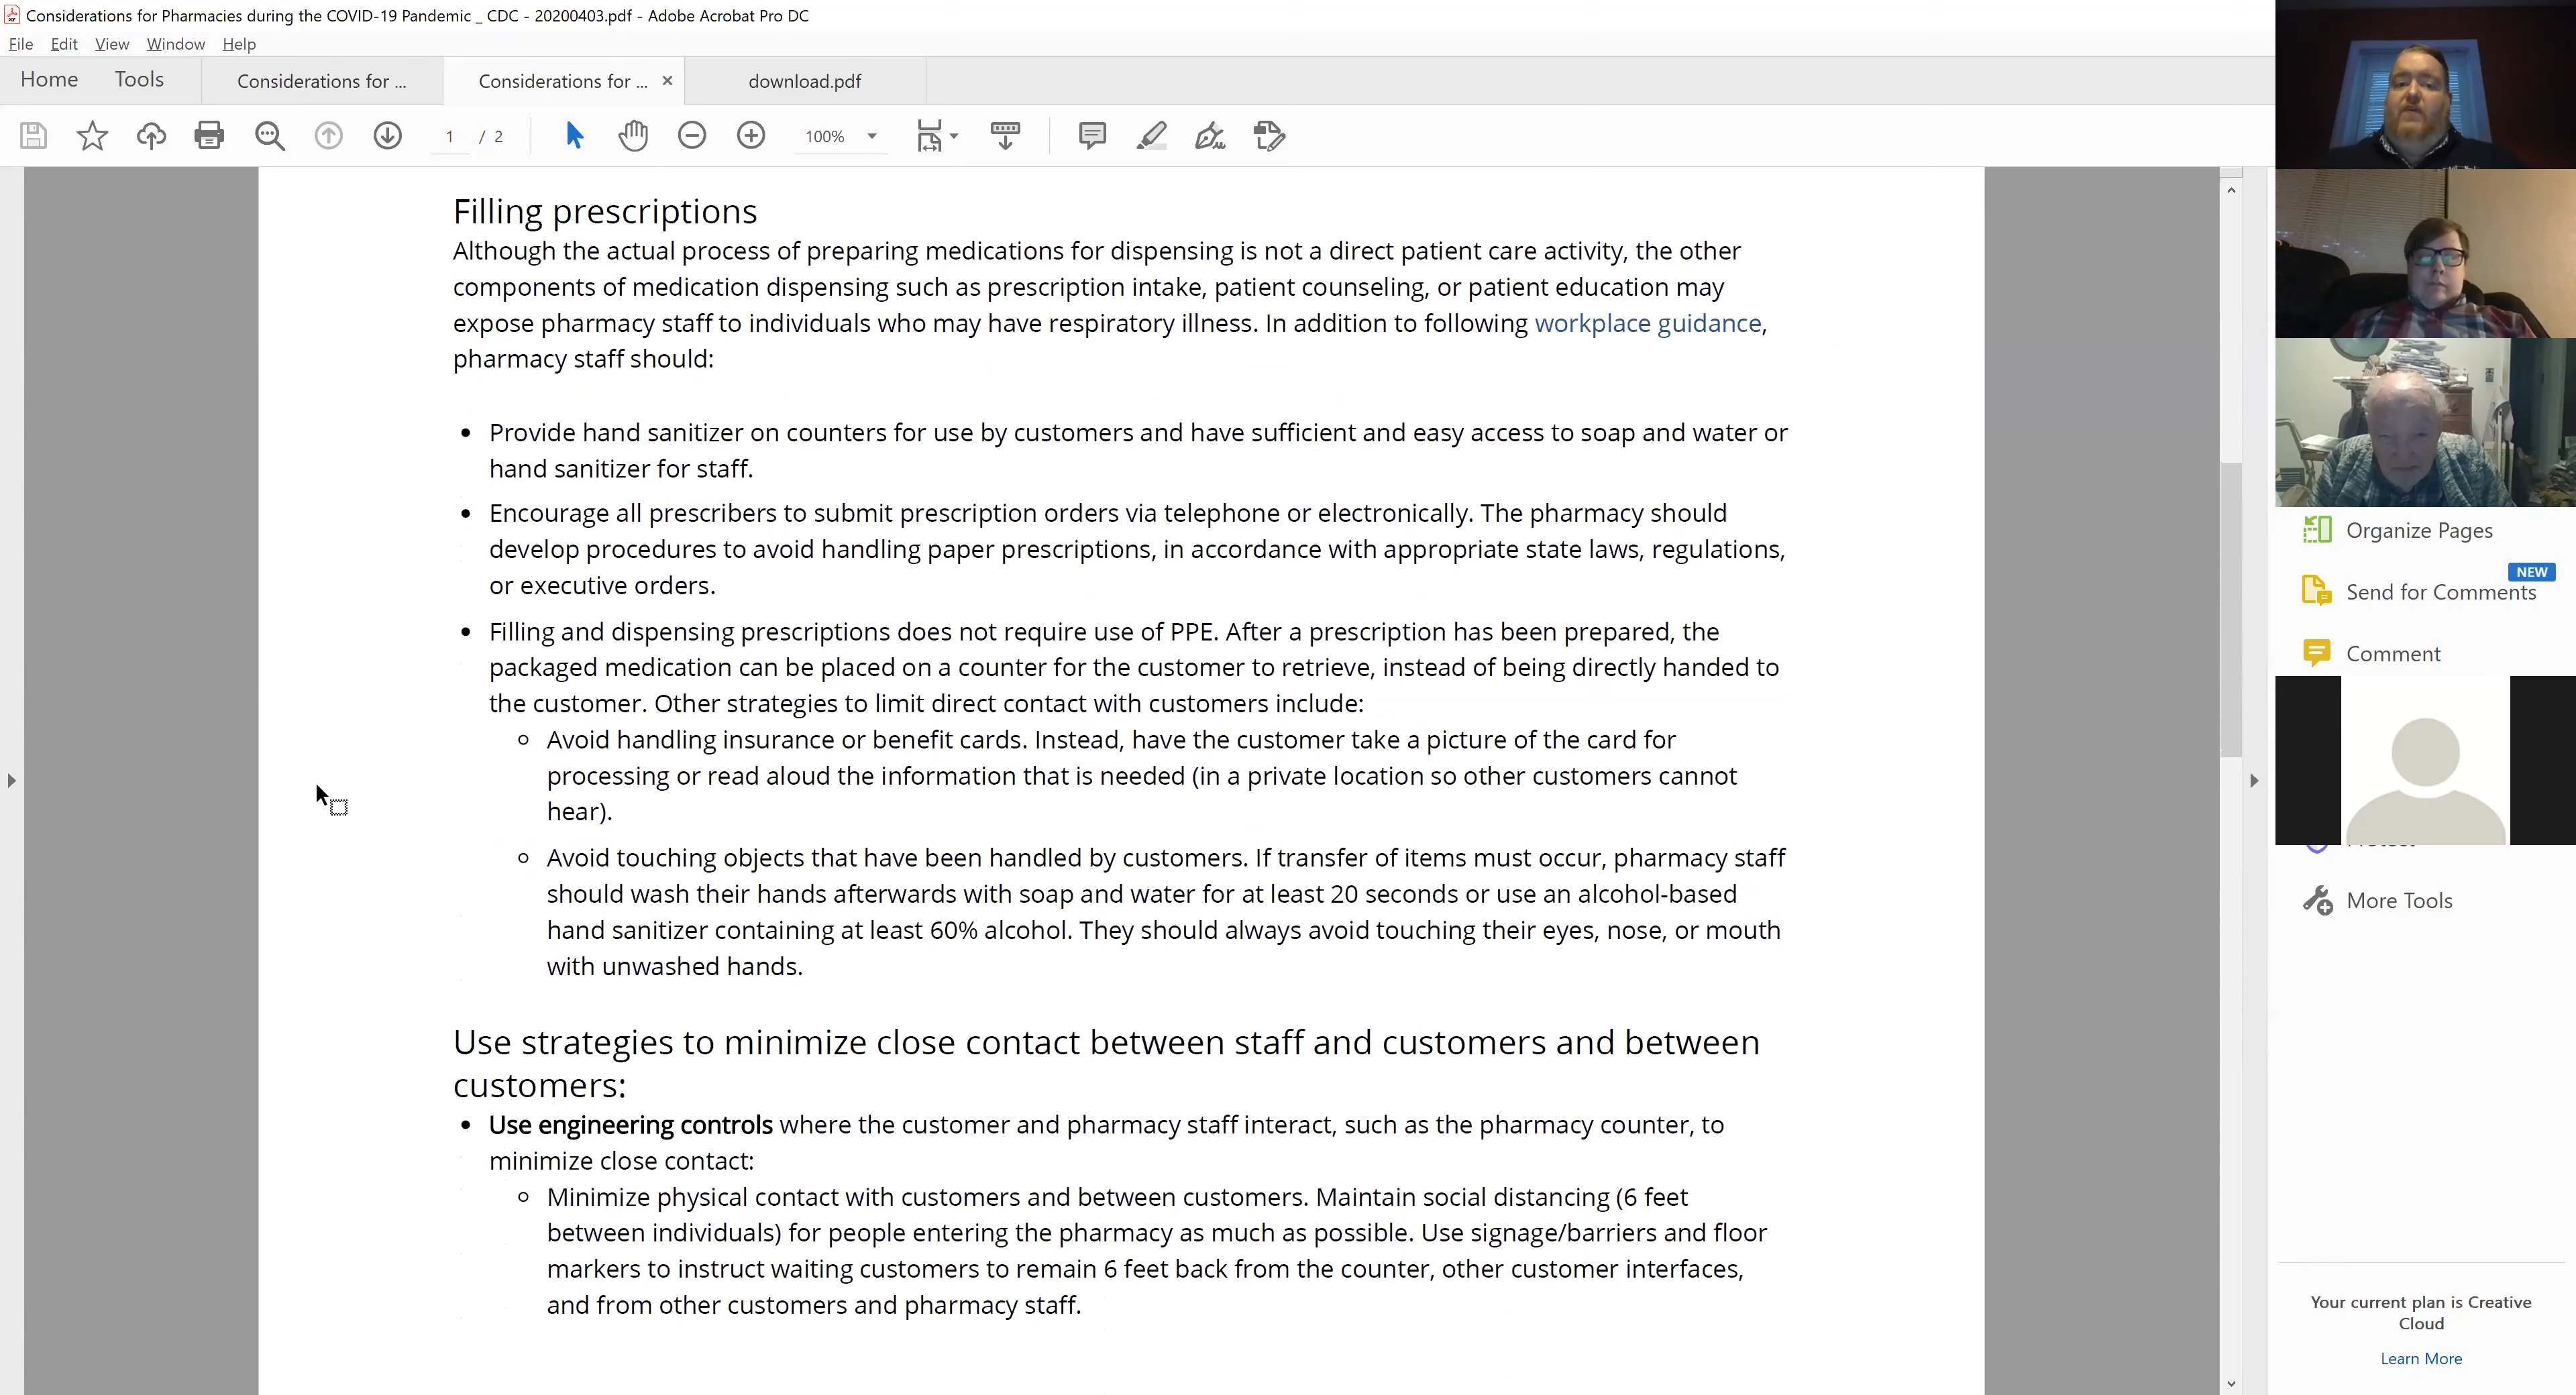 Considerations for Pharmacies during the COVID-19 Pandemic _ CDC - 20200403.pdf - Adobe Acrobat Pro DC
File Edit View Window Help
Home Tools Considerations for ... Considerations for ... × download.pdf
1 / 2 100%
Filling prescriptions
Although the actual process of preparing medications for dispensing is not a direct patient care activity, the other
components of medication dispensing such as prescription intake, patient counseling, or patient education may
expose pharmacy staff to individuals who may have respiratory illness. In addition to following workplace guidance,
pharmacy staff should:
• Provide hand sanitizer on counters for use by customers and have sufficient and easy access to soap and water or
hand sanitizer for staff.
• Encourage all prescribers to submit prescription orders via telephone or electronically. The pharmacy should
develop procedures to avoid handling paper prescriptions, in accordance with appropriate state laws, regulations,
or executive orders.
• Filling and dispensing prescriptions does not require use of PPE. After a prescription has been prepared, the
packaged medication can be placed on a counter for the customer to retrieve, instead of being directly handed to
the customer. Other strategies to limit direct contact with customers include:
○ Avoid handling insurance or benefit cards. Instead, have the customer take a picture of the card for
processing or read aloud the information that is needed (in a private location so other customers cannot
hear).
○ Avoid touching objects that have been handled by customers. If transfer of items must occur, pharmacy staff
should wash their hands afterwards with soap and water for at least 20 seconds or use an alcohol-based
hand sanitizer containing at least 60% alcohol. They should always avoid touching their eyes, nose, or mouth
with unwashed hands.
Use strategies to minimize close contact between staff and customers and between
customers:
• Use engineering controls where the customer and pharmacy staff interact, such as the pharmacy counter, to
minimize close contact:
○ Minimize physical contact with customers and between customers. Maintain social distancing (6 feet
between individuals) for people entering the pharmacy as much as possible. Use signage/barriers and floor
markers to instruct waiting customers to remain 6 feet back from the counter, other customer interfaces,
and from other customers and pharmacy staff.
Organize Pages
NEW
Send for Comments
Comment
More Tools
Your current plan is Creative
Cloud
Learn More